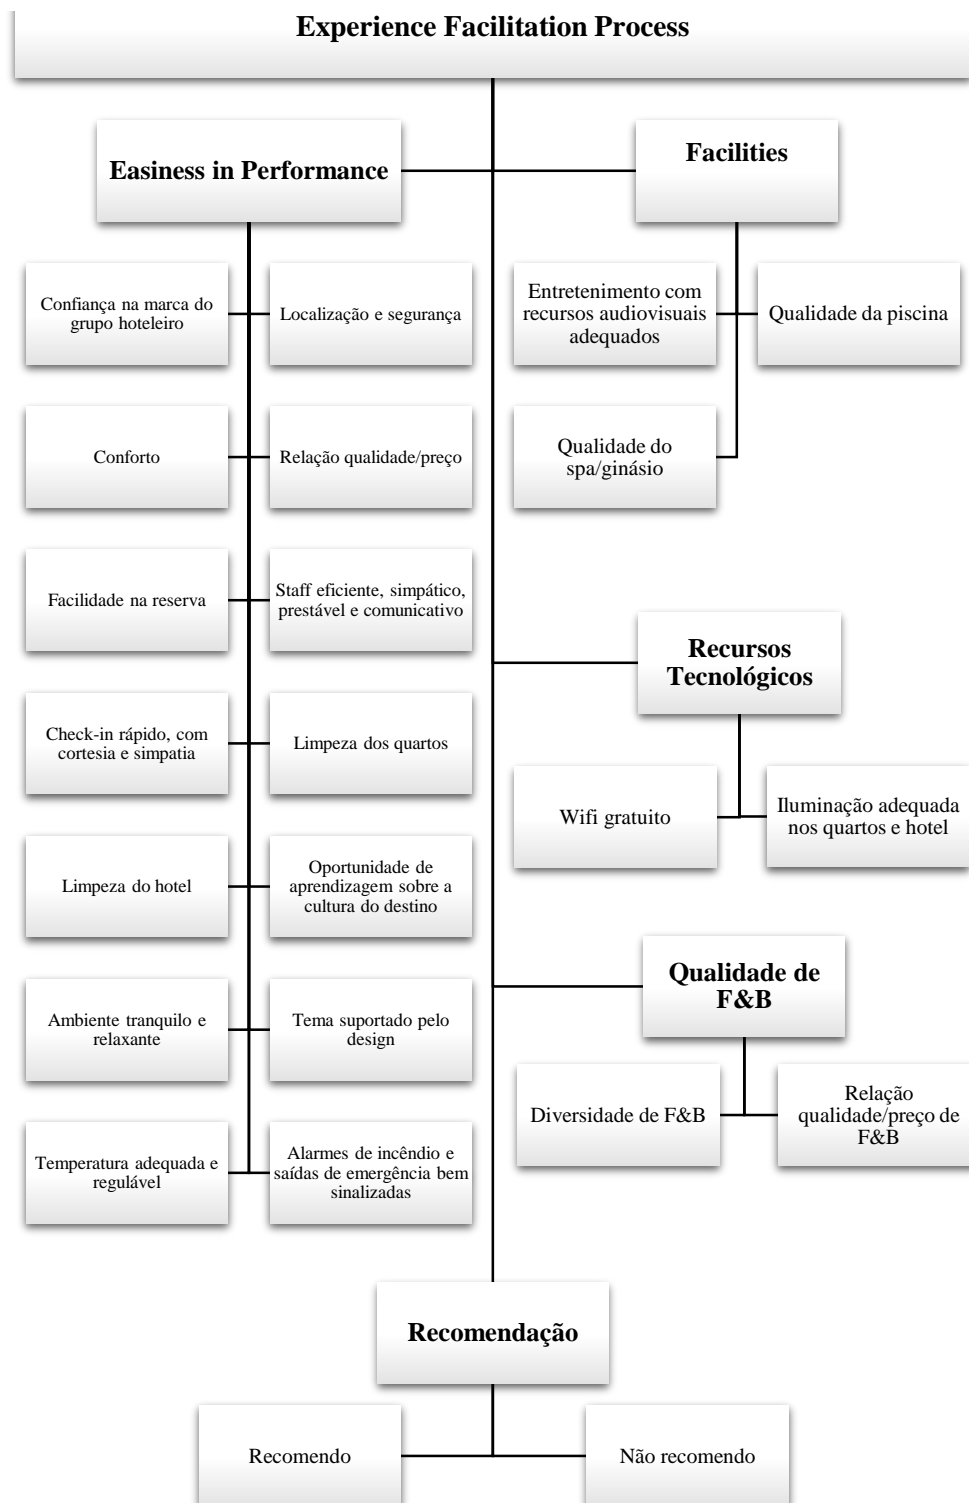 Experience Facilitation Process
Easiness in Performance
Confiança na marca do
grupo hoteleiro
Localização e segurança
Conforto
Relação qualidade/preço
Facilidade na reserva
Staff eficiente, simpático,
prestável e comunicativo
Check-in rápido, com
cortesia e simpatia
Limpeza dos quartos
Limpeza do hotel
Oportunidade de
aprendizagem sobre a
cultura do destino
Ambiente tranquilo e
relaxante
Tema suportado pelo
design
Temperatura adequada e
regulável
Alarmes de incêndio e
saídas de emergência bem
sinalizadas
Facilities
Entretenimento com
recursos audiovisuais
adequados
Qualidade da piscina
Qualidade do
spa/ginásio
Recursos
Tecnológicos
Wifi gratuito
Iluminação adequada
nos quartos e hotel
Qualidade de
F&B
Diversidade de F&B
Relação
qualidade/preço de
F&B
Recomendação
Recomendo
Não recomendo